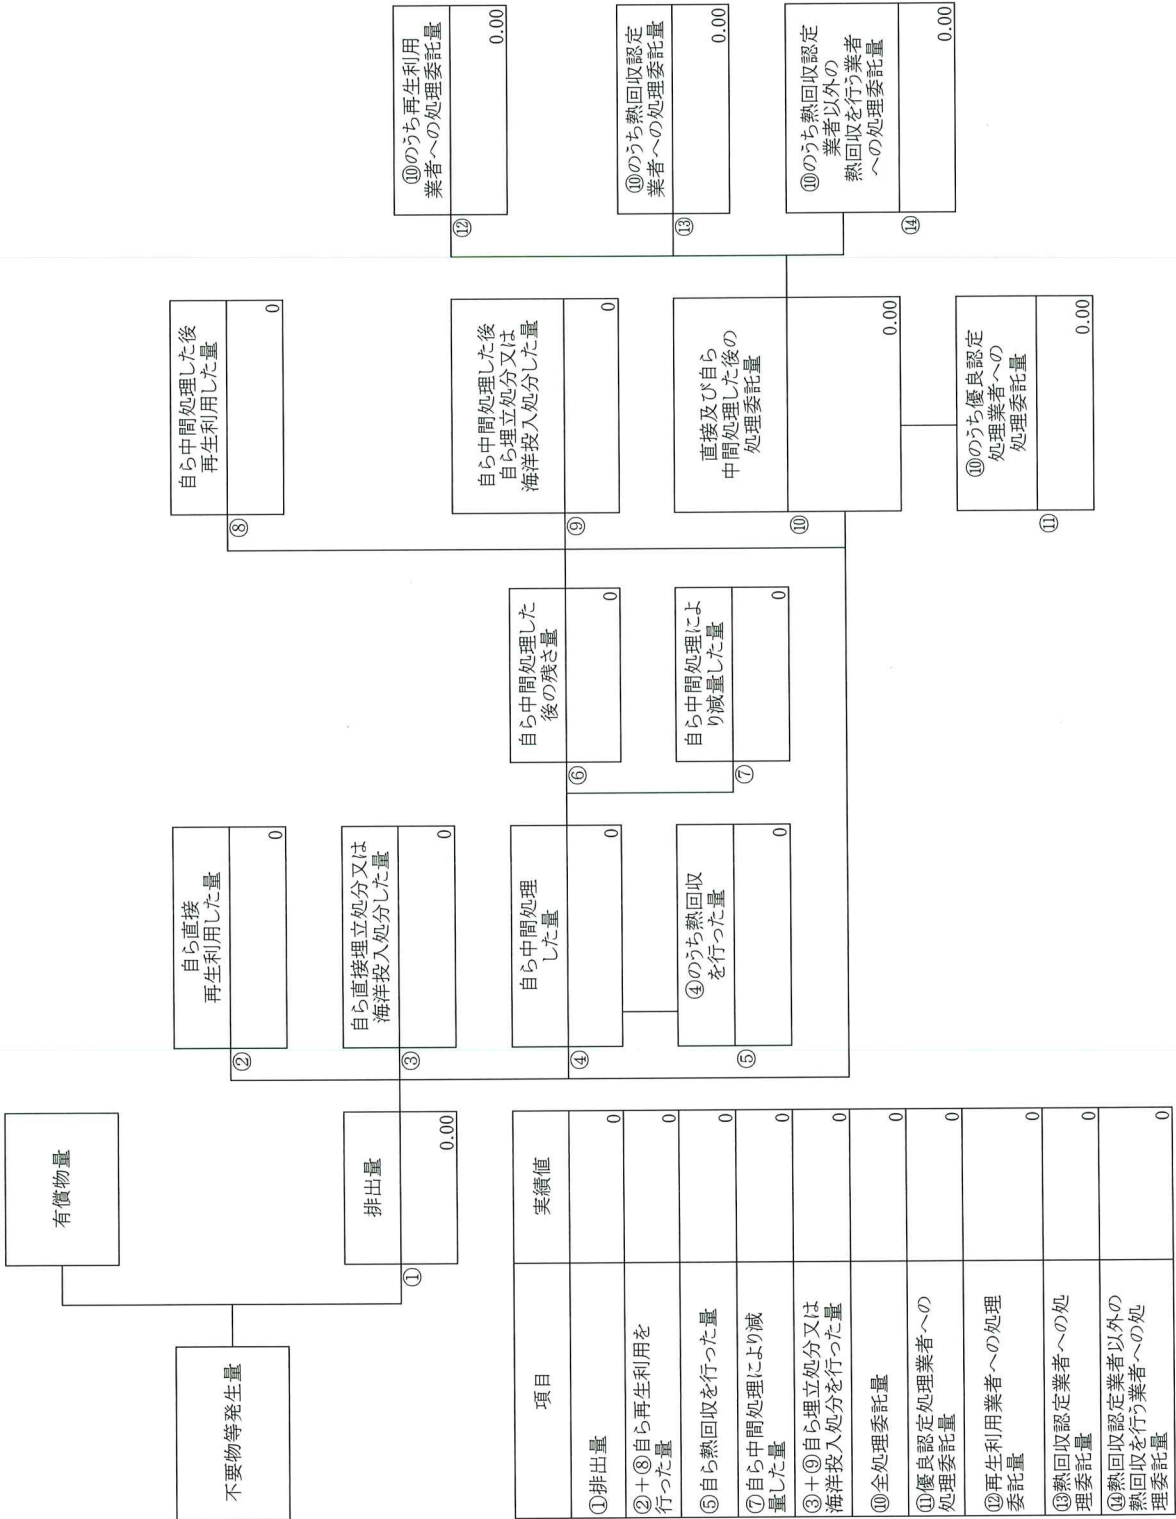 不要物等発生量
有償物量
排出量
①
0.00
自ら直接
再生利用した量
②
0
自ら直接埋立処分又は
海洋投入処分した量
③
0
自ら中間処理
した量
④
0
④のうち熱回収
を行った量
⑤
0
自ら中間処理した
後の残さ量
⑥
0
自ら中間処理によ
り減量した量
⑦
0
自ら中間処理した後
再生利用した量
⑧
0
自ら中間処理した後
自ら埋立処分又は
海洋投入処分した量
⑨
0
直接及び自ら
中間処理した後の
処理委託量
⑩
0.00
⑩のうち優良認定
処理業者への
処理委託量
⑪
0.00
⑩のうち再生利用
業者への処理委託量
⑫
0.00
⑩のうち熱回収認定
業者への処理委託量
⑬
0.00
⑩のうち熱回収認定
業者以外の
熱回収を行う業者
への処理委託量
⑭
0.00
項目
実績値
①排出量
0
②+⑧自ら再生利用を
行った量
0
⑤自ら熱回収を行った量
0
⑦自ら中間処理により減
量した量
0
③+⑨自ら埋立処分又は
海洋投入処分を行った量
0
⑩全処理委託量
0
⑪優良認定処理業者への
処理委託量
0
⑫再生利用業者への処理
委託量
0
⑬熱回収認定業者への処
理委託量
0
⑭熱回収認定業者以外の
熱回収を行う業者への処
理委託量
0